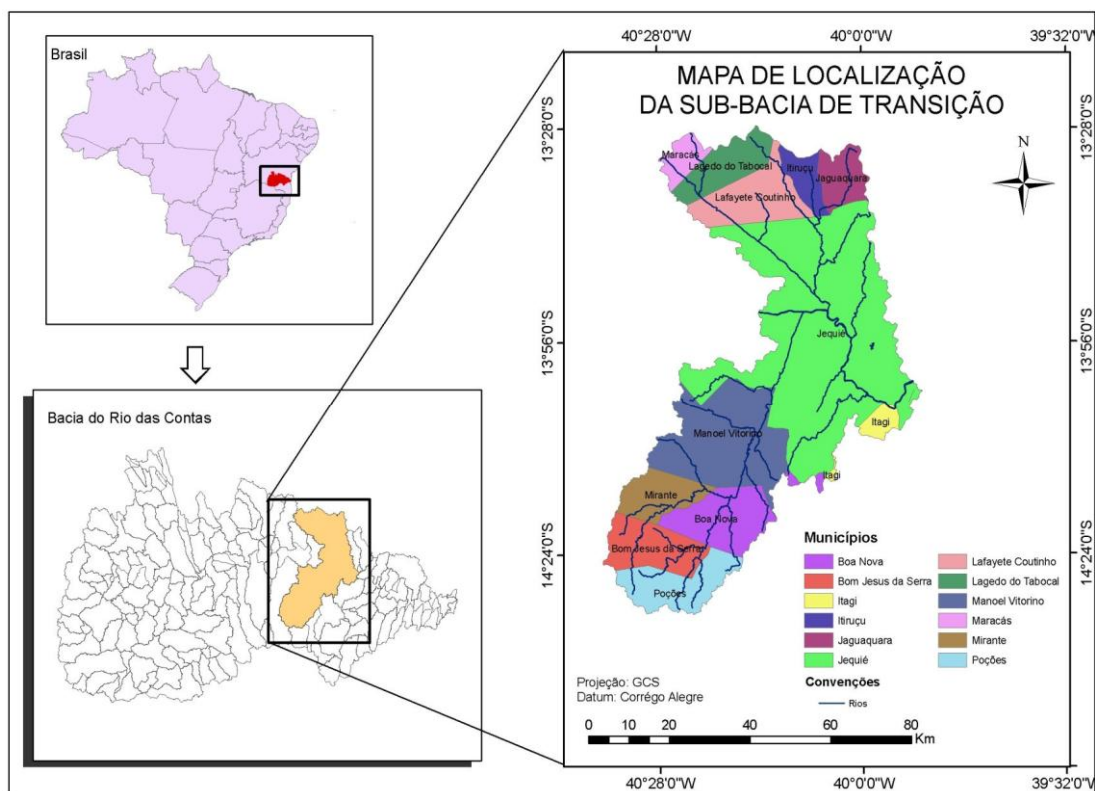 Brasil
Bacia do Rio das Contas
40°28'0"W 40°0'0"W 39°32'0"W
MAPA DE LOCALIZAÇÃO
DA SUB-BACIA DE TRANSIÇÃO
13°28'0"S
13°28'0"S
N
Maracás
Lagedo do Tabocal
Itiruçu
Jaguaquara
Lafayete Coutinho
Jequié
13°56'0"S
13°56'0"S
Itagi
Manoel Vitorino
Itagi
Mirante
Boa Nova
Bom Jesus da Serra
Poções
14°24'0"S
14°24'0"S
Municípios
Boa Nova
Bom Jesus da Serra
Itagi
Itiruçu
Jaguaquara
Jequié
Lafayete Coutinho
Lagedo do Tabocal
Manoel Vitorino
Maracás
Mirante
Poções
Convenções
Rios
Projeção: GCS
Datum: Corrégo Alegre
0 5 10 20 40 60 80
Km
40°28'0"W 40°0'0"W 39°32'0"W